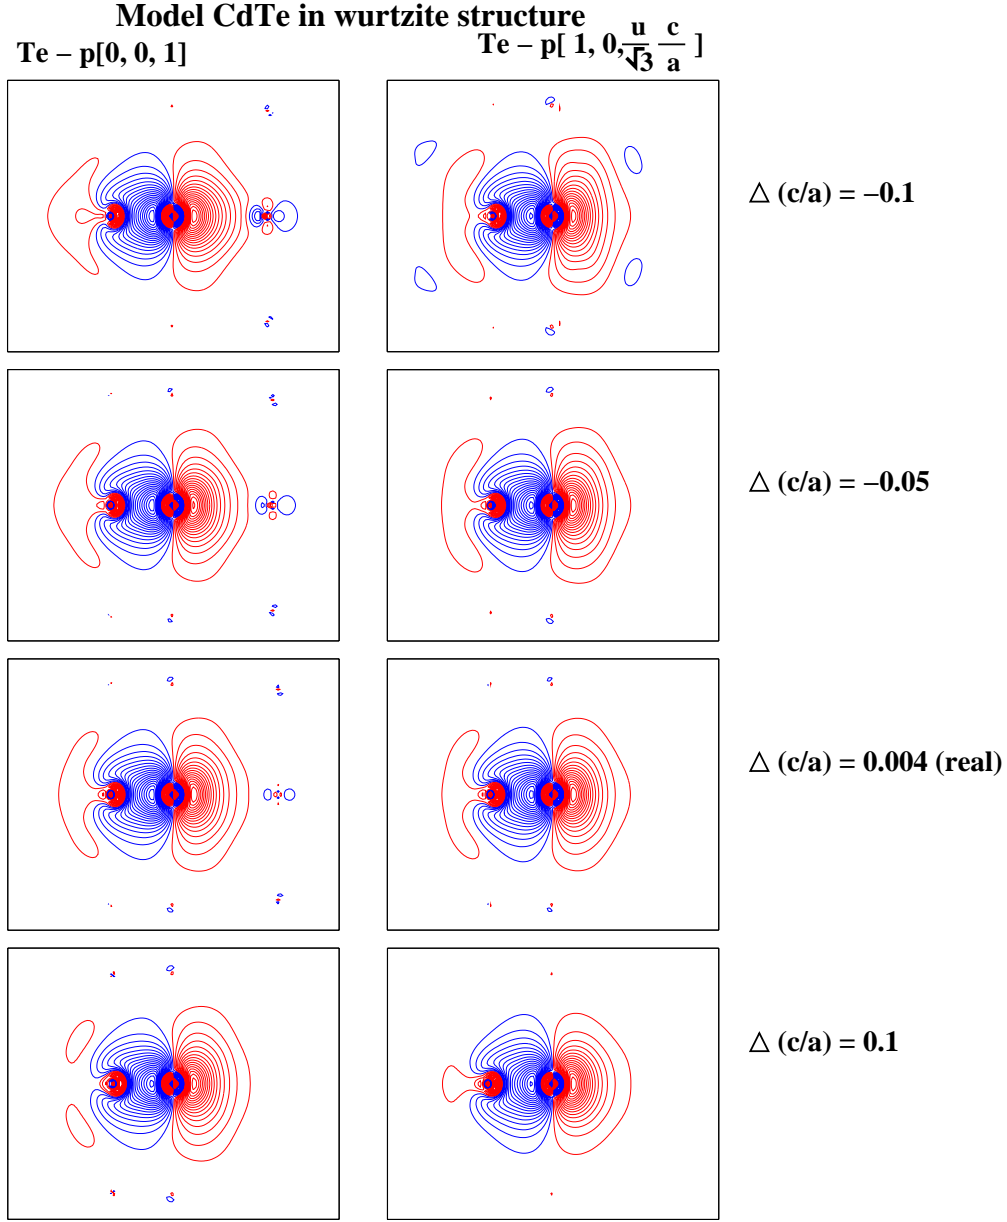 Model CdTe in wurtzite structure
Te – p[0, 0, 1]
Te – p[ 1, 0, u/√3 c/a ]
△ (c/a) = −0.1
△ (c/a) = −0.05
△ (c/a) = 0.004 (real)
△ (c/a) = 0.1